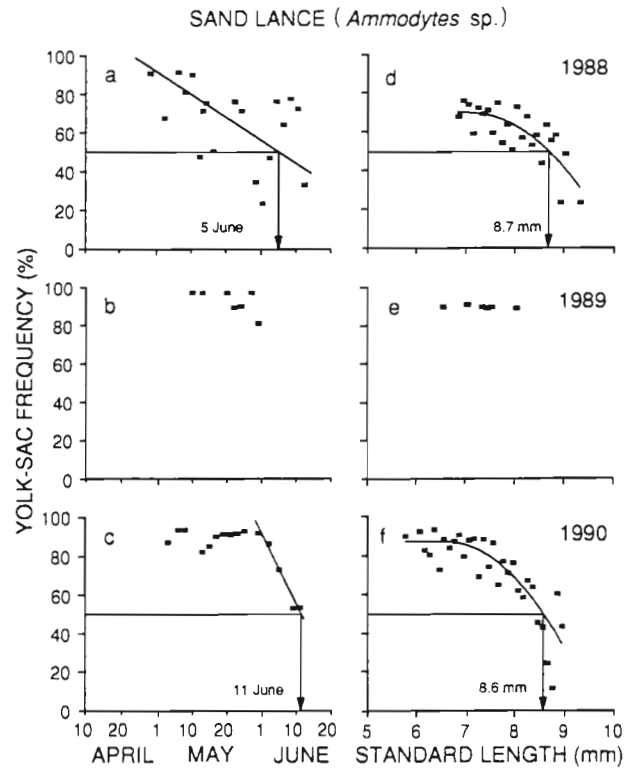 SAND LANCE ( Ammodytes sp.)
YOLK-SAC FREQUENCY (%)
100
80
60
40
20
0
a
5 June
d
1988
8.7 mm
100
80
60
40
20
0
b
e
1989
100
80
60
40
20
0
c
11 June
f
1990
8.6 mm
10 20 1 10 20 1 10 20
5 6 7 8 9 10
APRIL MAY JUNE
STANDARD LENGTH (mm)